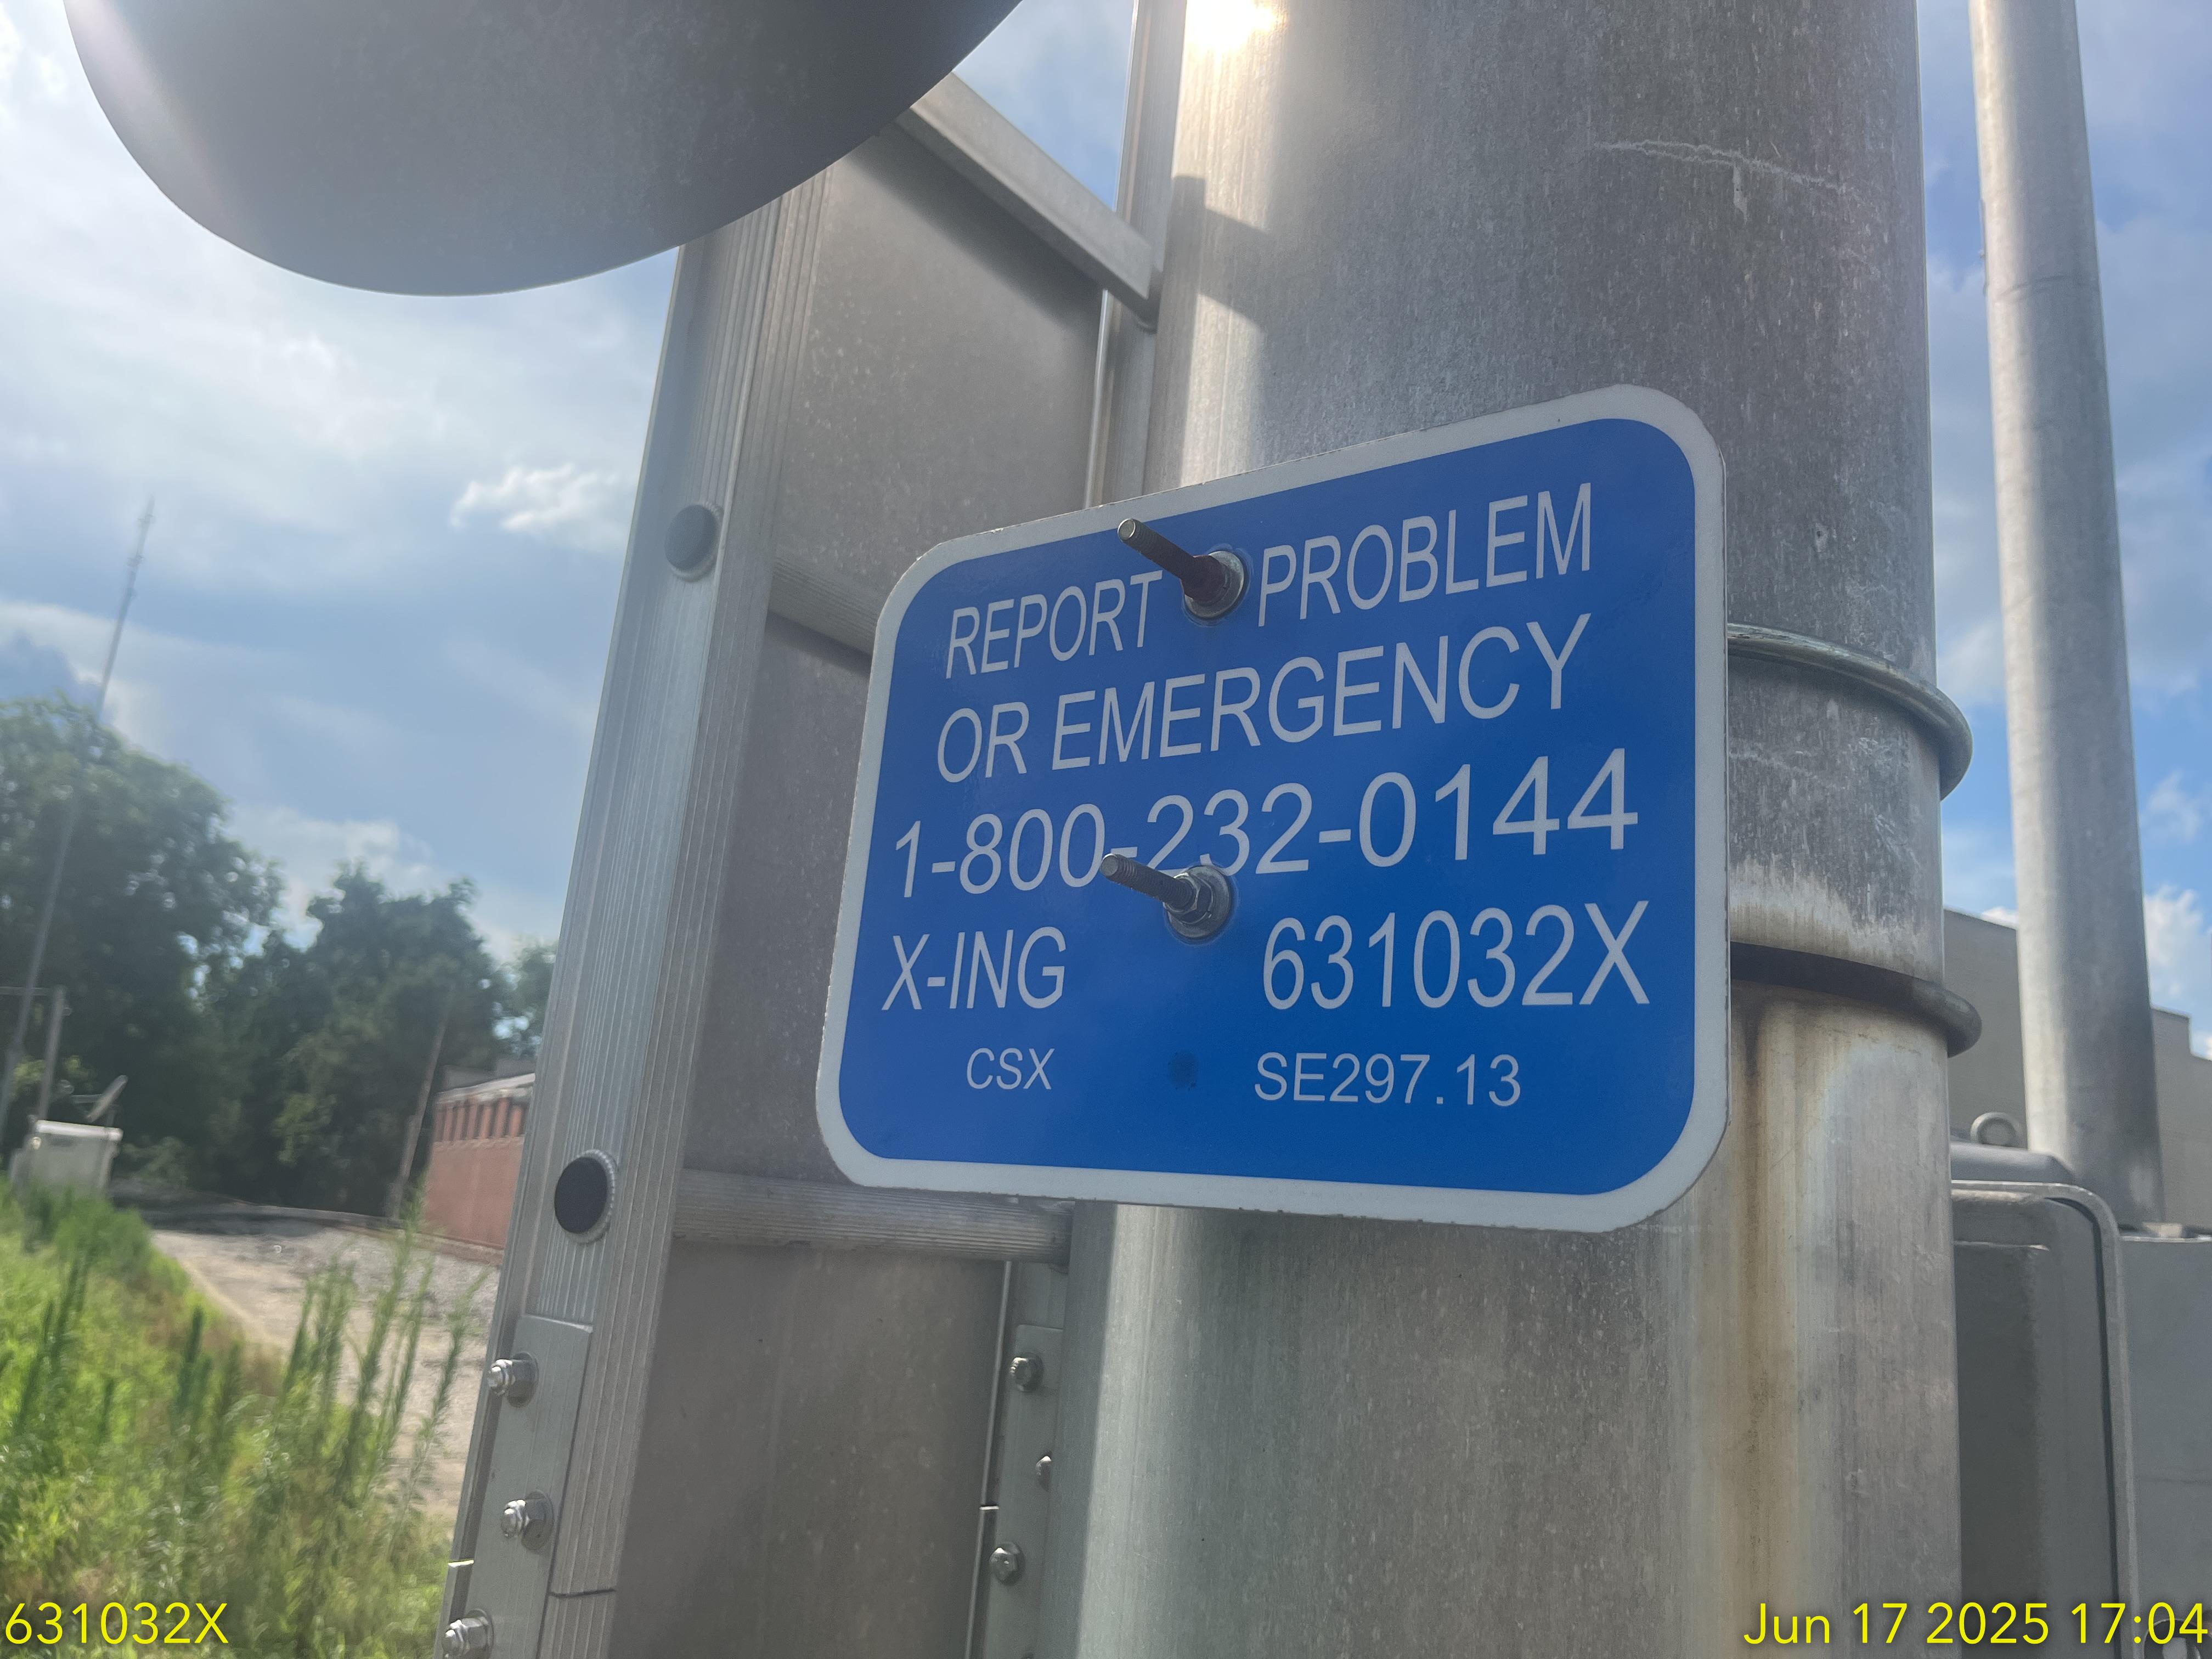 REPORT PROBLEM
OR EMERGENCY
1-800-232-0144
X-ING 631032X
CSX SE297.13
631032X
Jun 17 2025 17:04